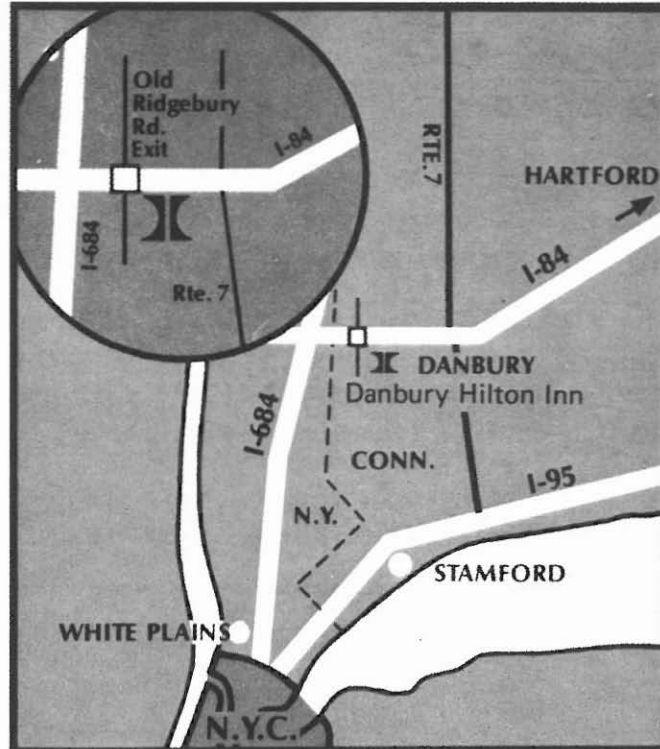 Old
Ridgebury
Rd.
Exit
I-84
I-684
Rte. 7
RTE. 7
HARTFORD
I-84
DANBURY
Danbury Hilton Inn
I-684
CONN.
I-95
N.Y.
STAMFORD
WHITE PLAINS
N.Y.C.